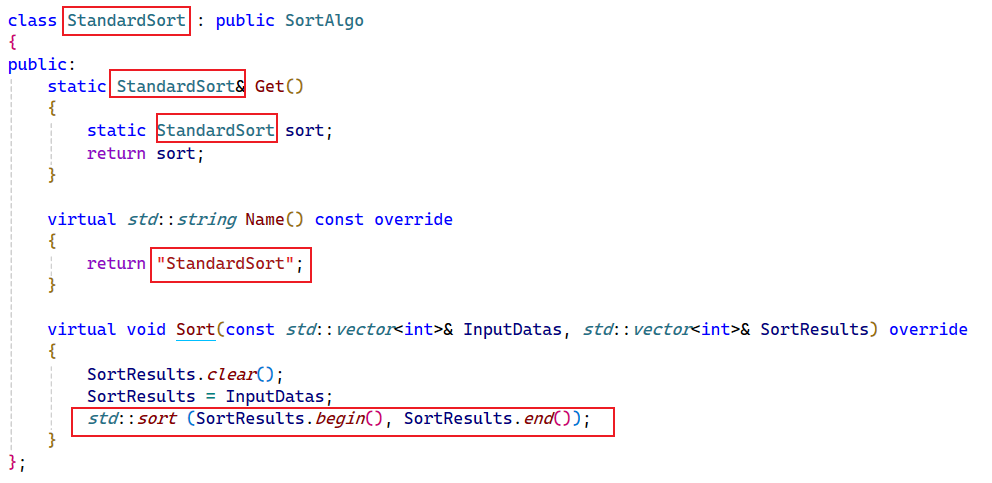 class StandardSort : public SortAlgo
{
public:
    static StandardSort& Get()
    {
        static StandardSort sort;
        return sort;
    }

    virtual std::string Name() const override
    {
        return "StandardSort";
    }

    virtual void Sort(const std::vector<int>& InputDatas, std::vector<int>& SortResults) override
    {
        SortResults.clear();
        SortResults = InputDatas;
        std::sort (SortResults.begin(), SortResults.end());
    }
};